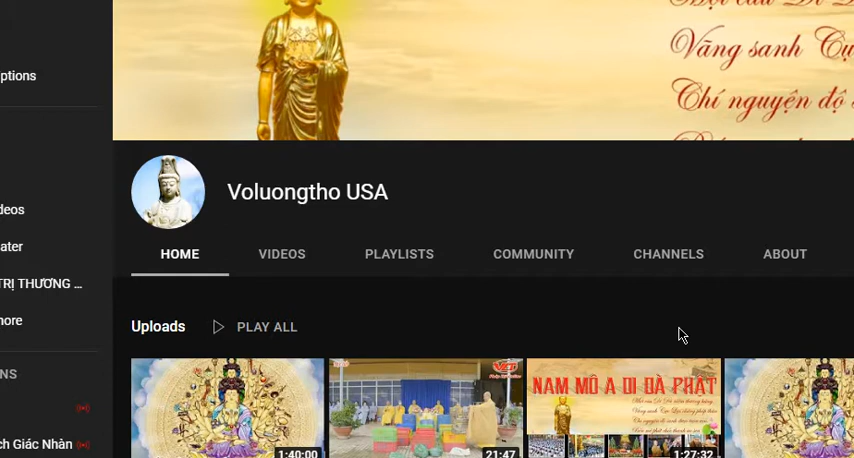 Vãng sanh Cự
Chí nguyện độ
ptions
Voluongtho USA
deos
ater
TRỊ THƯƠNG ...
nore
HOME VIDEOS PLAYLISTS COMMUNITY CHANNELS ABOUT
Uploads PLAY ALL
NS
ch Giác Nhàn
NAM MÔ A DI ĐÀ PHẬT
1:40:00
21:47
1:27:32